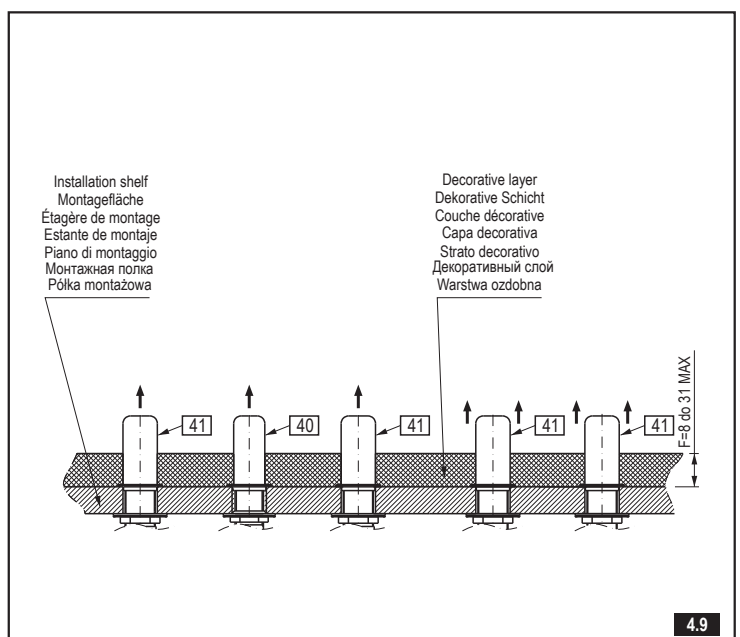 Installation shelf
Montagefläche
Étagère de montage
Estante de montaje
Piano di montaggio
Монтажная полка
Półka montażowa
Decorative layer
Dekorative Schicht
Couche décorative
Capa decorativa
Strato decorativo
Декоративный слой
Warstwa ozdobna
41
40
41
41
41
F=8 do 31 MAX
4.9